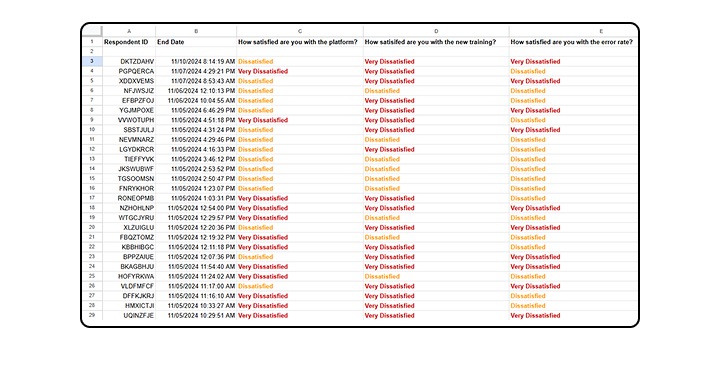 A B C D E
1 Respondent ID End Date How satisfied are you with the platform? How satisifed are you with the new training? How satisfied are you with the error rate?
2
3 DKTZDAHV 11/10/2024 8:14:19 AM Dissatisfied Very Dissatisfied Very Dissatisfied
4 PGPQERCA 11/07/2024 4:29:21 PM Very Dissatisfied Very Dissatisfied Dissatisfied
5 XDDXVEMS 11/07/2024 8:53:43 AM Dissatisfied Very Dissatisfied Very Dissatisfied
6 NFJWSJIZ 11/06/2024 12:10:13 PM Dissatisfied Dissatisfied Dissatisfied
7 EFBPZFOJ 11/06/2024 10:04:55 AM Dissatisfied Very Dissatisfied Dissatisfied
8 YGJMPOXE 11/05/2024 6:46:29 PM Dissatisfied Very Dissatisfied Very Dissatisfied
9 VVWOTUPH 11/05/2024 4:51:18 PM Very Dissatisfied Very Dissatisfied Dissatisfied
10 SBSTJULJ 11/05/2024 4:31:24 PM Dissatisfied Very Dissatisfied Very Dissatisfied
11 NEVMNARZ 11/05/2024 4:29:46 PM Dissatisfied Dissatisfied Dissatisfied
12 LGYDKRCR 11/05/2024 4:16:33 PM Dissatisfied Very Dissatisfied Dissatisfied
13 TIEFFYVK 11/05/2024 3:46:12 PM Dissatisfied Dissatisfied Dissatisfied
14 JKSWUBWF 11/05/2024 2:53:52 PM Dissatisfied Dissatisfied Dissatisfied
15 TGSOOMSN 11/05/2024 2:50:47 PM Dissatisfied Dissatisfied Dissatisfied
16 FNRYKHOR 11/05/2024 1:23:07 PM Dissatisfied Dissatisfied Dissatisfied
17 RONEOPMB 11/05/2024 1:03:31 PM Very Dissatisfied Very Dissatisfied Dissatisfied
18 NZHOHLNP 11/05/2024 12:54:00 PM Very Dissatisfied Very Dissatisfied Very Dissatisfied
19 WTGCJYRU 11/05/2024 12:29:57 PM Very Dissatisfied Dissatisfied Dissatisfied
20 XLZUIGLU 11/05/2024 12:20:36 PM Dissatisfied Very Dissatisfied Very Dissatisfied
21 FBQZTOMZ 11/05/2024 12:19:32 PM Very Dissatisfied Very Dissatisfied Dissatisfied
22 KBBHIBGC 11/05/2024 12:11:18 PM Very Dissatisfied Very Dissatisfied Dissatisfied
23 BPPZAIUE 11/05/2024 12:07:36 PM Dissatisfied Very Dissatisfied Very Dissatisfied
24 BKAGBHJU 11/05/2024 11:54:40 AM Very Dissatisfied Very Dissatisfied Very Dissatisfied
25 HOFYRKWA 11/05/2024 11:24:02 AM Very Dissatisfied Dissatisfied Dissatisfied
26 VLDFMFCF 11/05/2024 11:17:00 AM Dissatisfied Very Dissatisfied Very Dissatisfied
27 DFFKJKRJ 11/05/2024 11:16:10 AM Very Dissatisfied Very Dissatisfied Dissatisfied
28 HMXICTJI 11/05/2024 10:33:27 AM Very Dissatisfied Very Dissatisfied Dissatisfied
29 UQINZFJE 11/05/2024 10:29:51 AM Very Dissatisfied Very Dissatisfied Very Dissatisfied